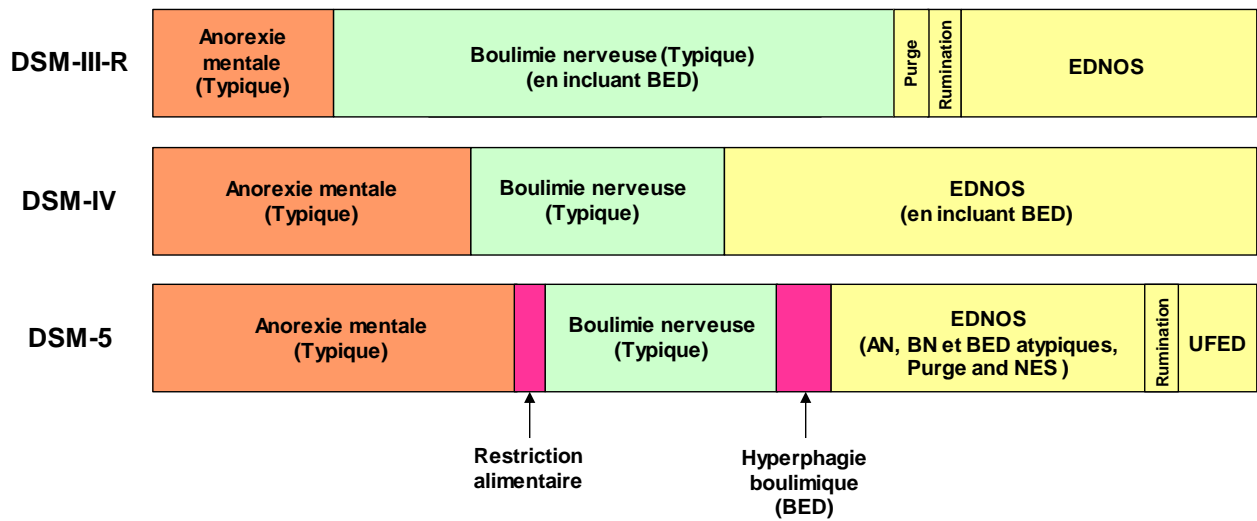 DSM-III-R
Anorexie
mentale
(Typique)
Boulimie nerveuse (Typique)
(en incluant BED)
Purge
Rumination
EDNOS
DSM-IV
Anorexie mentale
(Typique)
Boulimie nerveuse
(Typique)
EDNOS
(en incluant BED)
DSM-5
Anorexie mentale
(Typique)
Boulimie nerveuse
(Typique)
EDNOS
(AN, BN et BED atypiques,
Purge and NES )
Rumination
UFED
Restriction
alimentaire
Hyperphagie
boulimique
(BED)